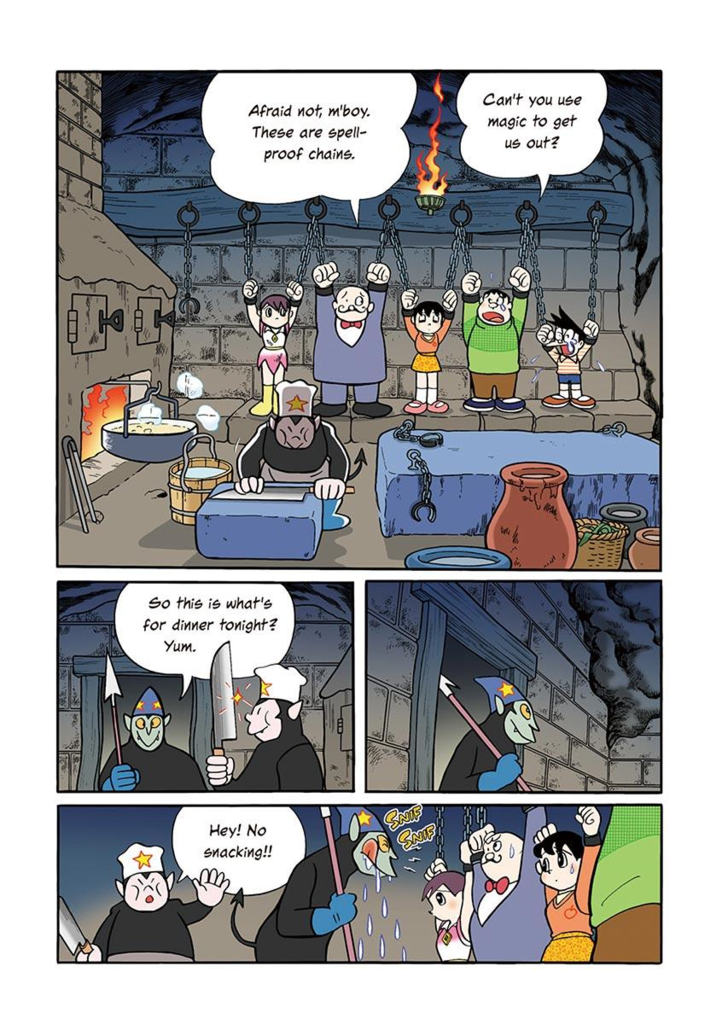 Afraid not, m'boy.
These are spell-
proof chains.
Can't you use
magic to get
us out?
So this is what's
for dinner tonight?
Yum.
Hey! No
snacking!!
SNIF
SNIF